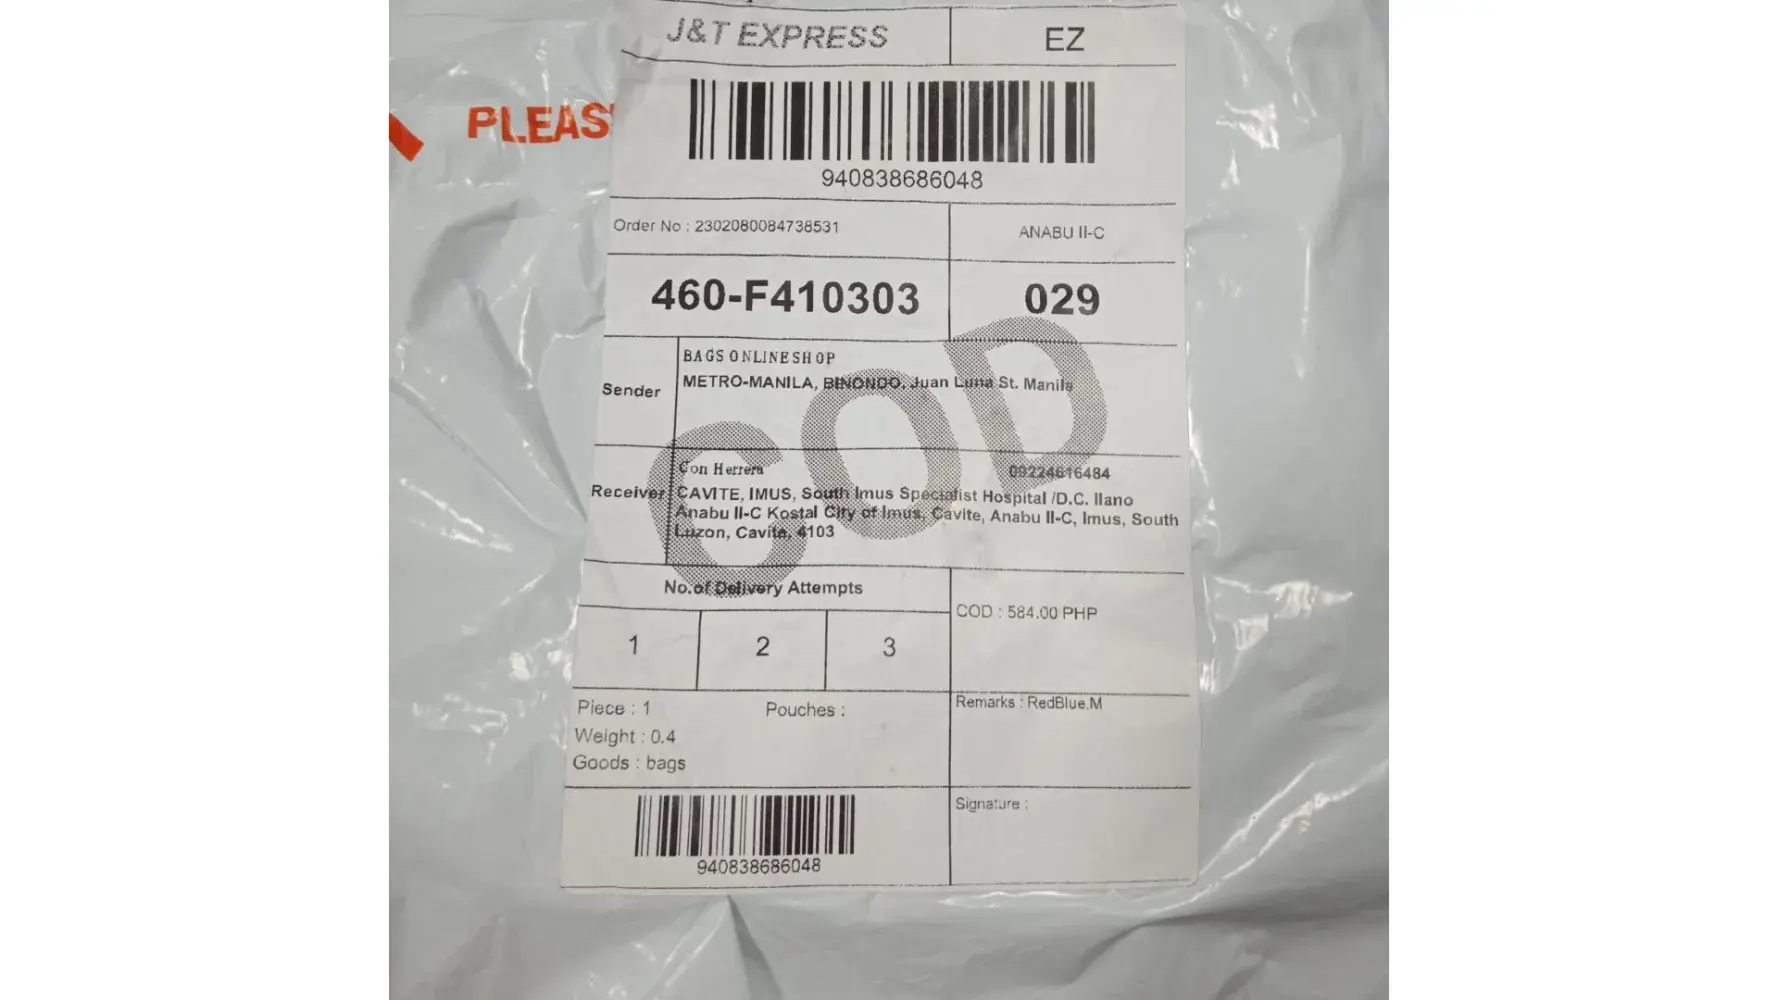 J&T EXPRESS
EZ
PLEAS
940838686048
Order No : 2302080084738531
ANABU II-C
460-F410303
029
Sender
BAGS ONLINESHOP
METRO-MANILA, BINONDO, Juan Luna St. Manila
COD
Receiver
Con Herrera
09224616484
CAVITE, IMUS, South Imus Specialist Hospital /D.C. llano
Anabu II-C Kostal City of Imus, Cavite, Anabu II-C, Imus, South
Luzon, Cavite, 4103
No.of Delivery Attempts
1
2
3
COD : 584.00 PHP
Piece : 1
Pouches :
Weight : 0.4
Goods : bags
Remarks : RedBlue,M
940838686048
Signature :